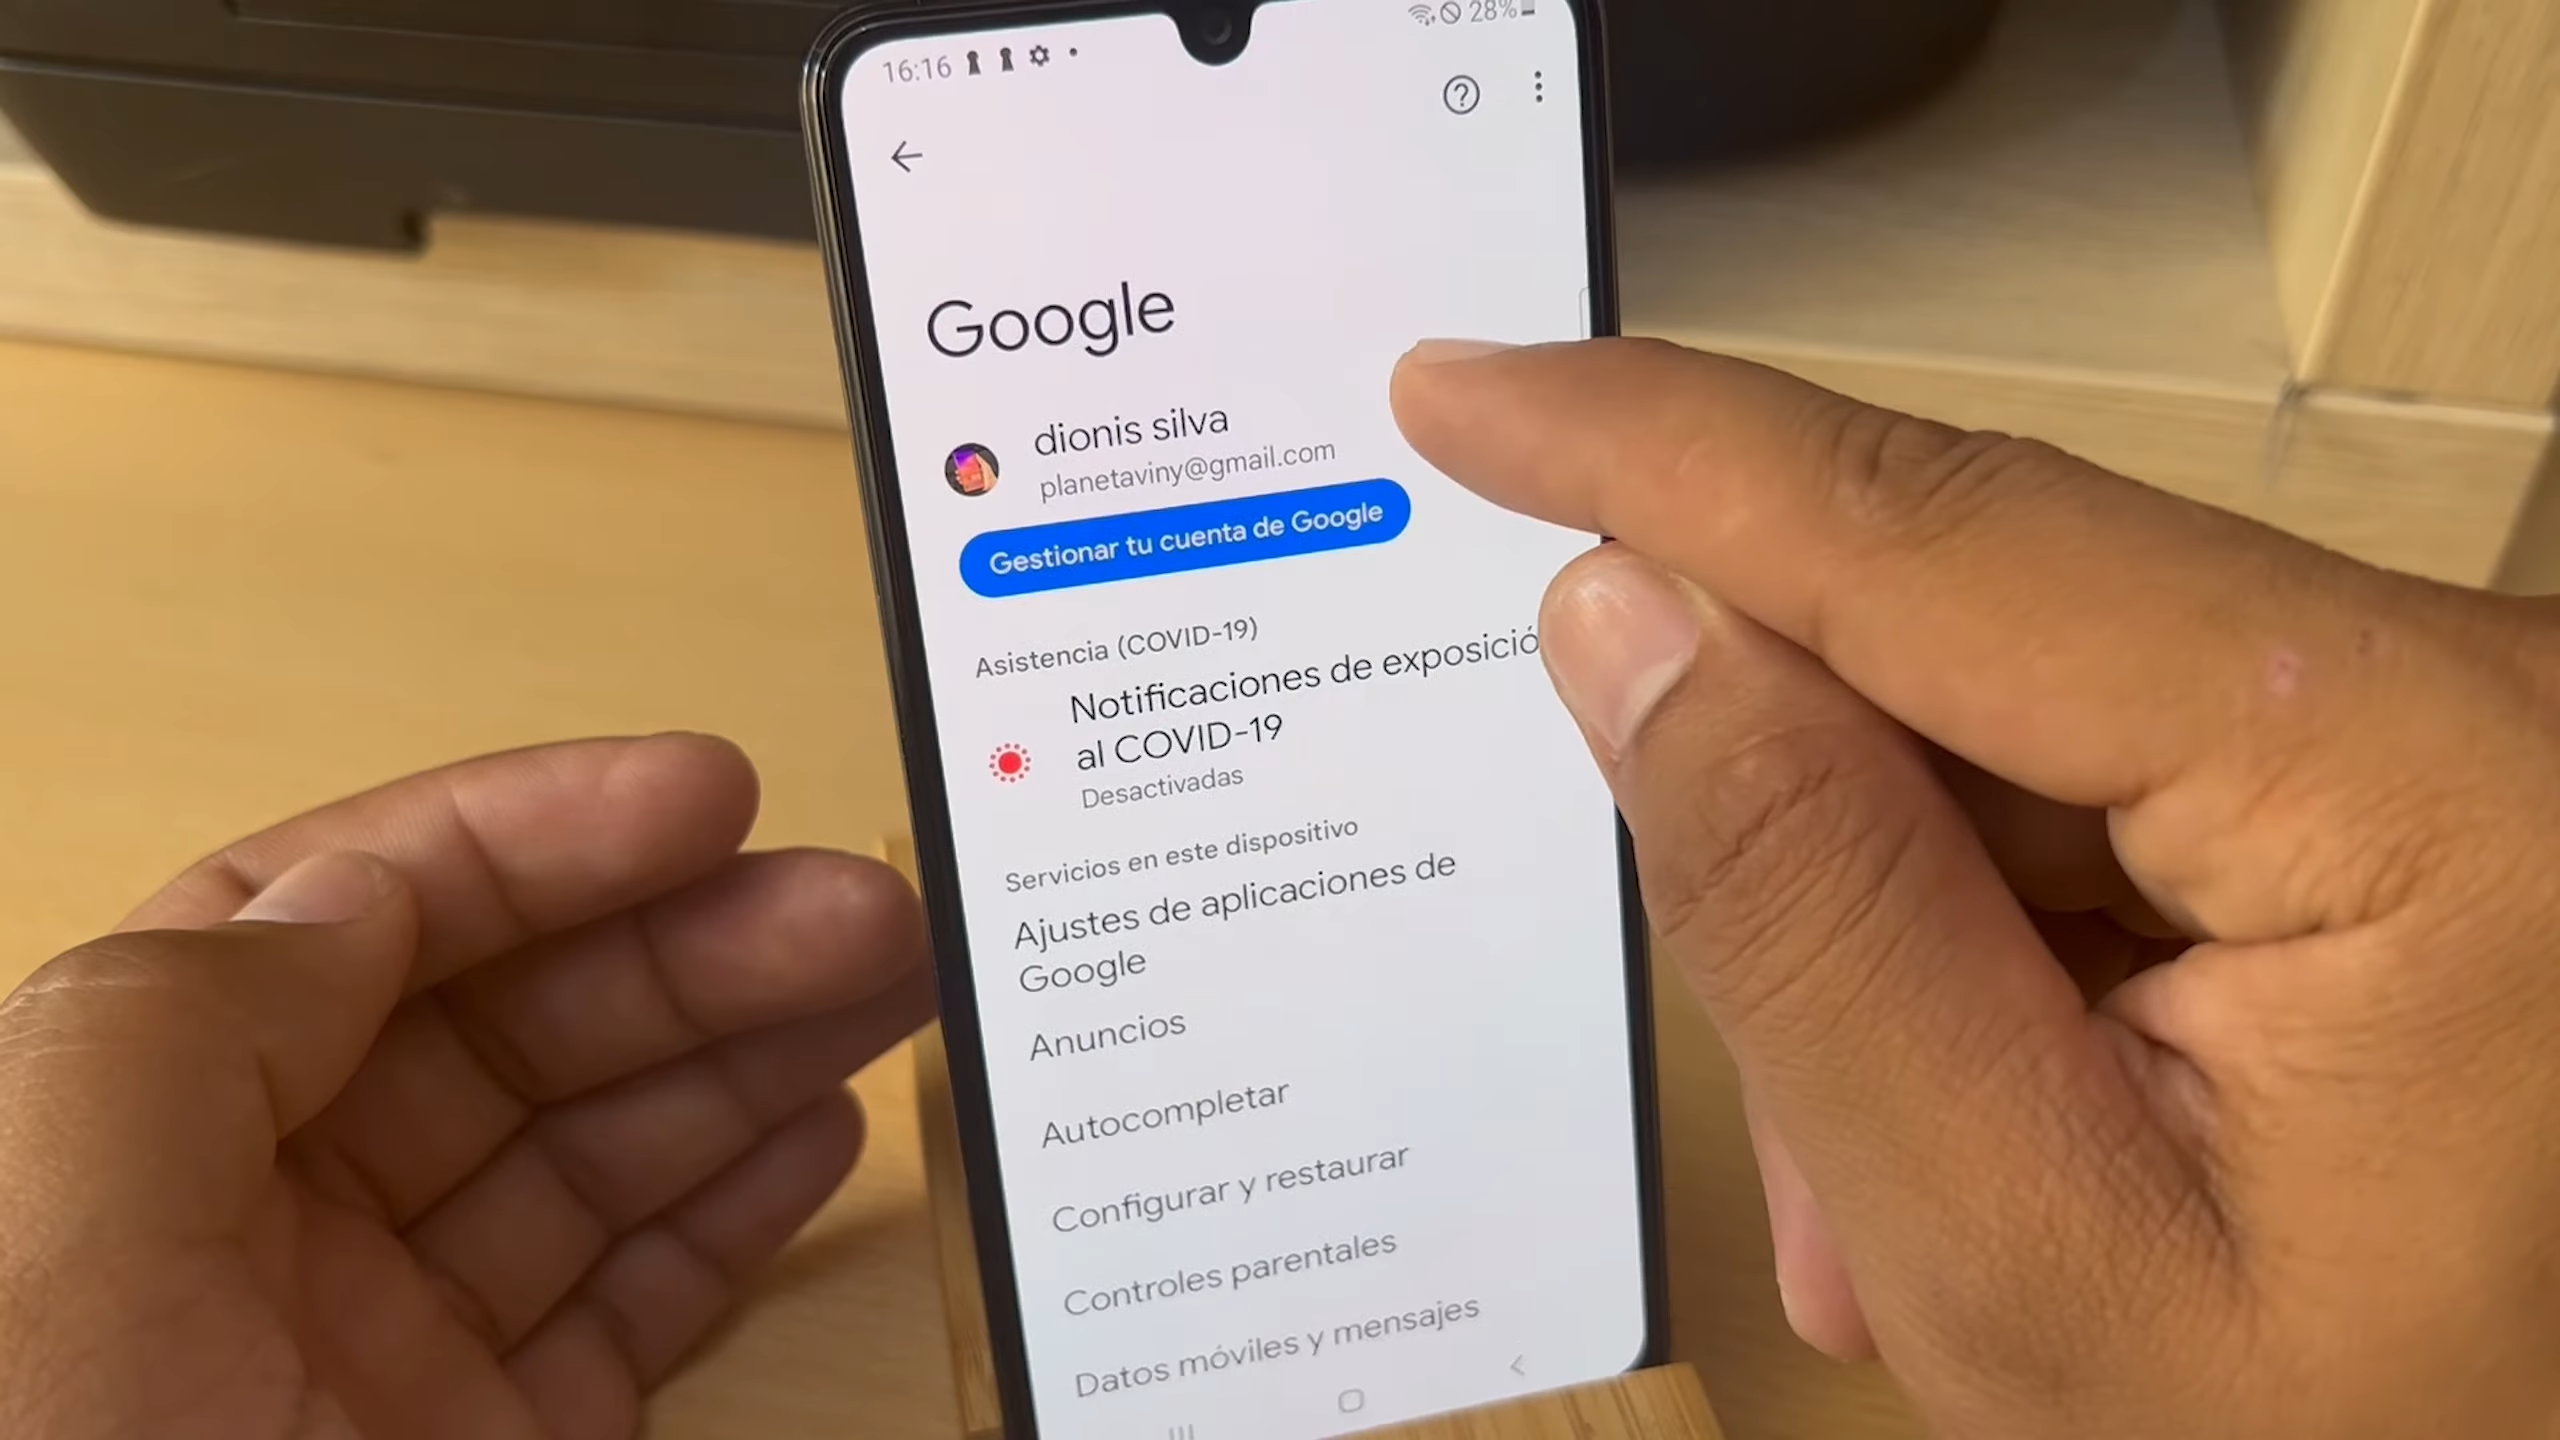 16:16
28%
Google
dionis silva
planetaviny@gmail.com
Gestionar tu cuenta de Google
Asistencia (COVID-19)
Notificaciones de exposició
al COVID-19
Desactivadas
Servicios en este dispositivo
Ajustes de aplicaciones de
Google
Anuncios
Autocompletar
Configurar y restaurar
Controles parentales
Datos móviles y mensajes